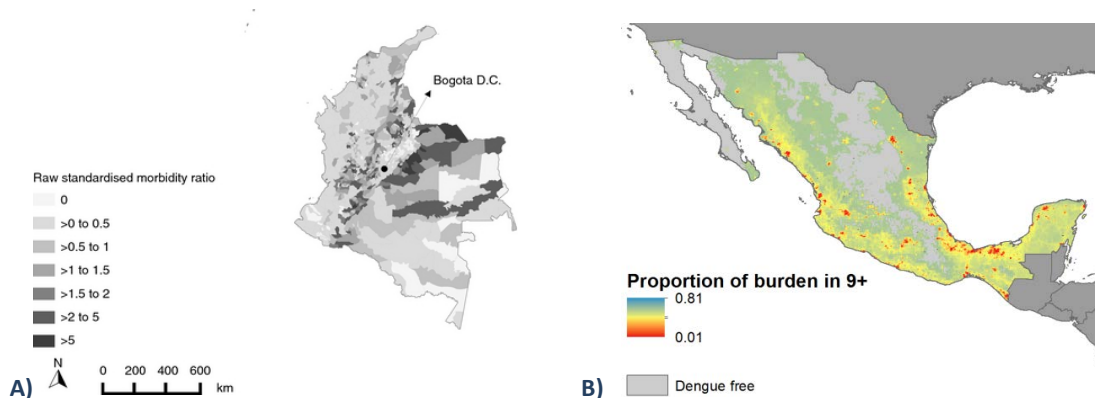 Bogota D.C.
Raw standardised morbidity ratio
0
>0 to 0.5
>0.5 to 1
>1 to 1.5
>1.5 to 2
>2 to 5
>5
N
0 200 400 600
km
A)
Proportion of burden in 9+
0.81
0.01
Dengue free
B)